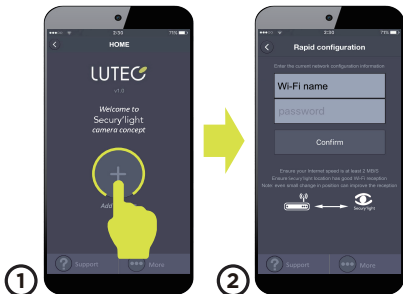 2:30
71%
HOME
LUTEC
v1.0
Welcome to
Secury'light
camera concept
+
Add
? Support
More
1
2:30
71%
Rapid configuration
Enter the current network configuration information
Wi-Fi name
password
Confirm
Ensure your internet speed is at least 2 MB/S
Ensure Secury'light location has good Wi-Fi reception
Note: even small change in position can improve the reception
Secury'light
? Support
More
2